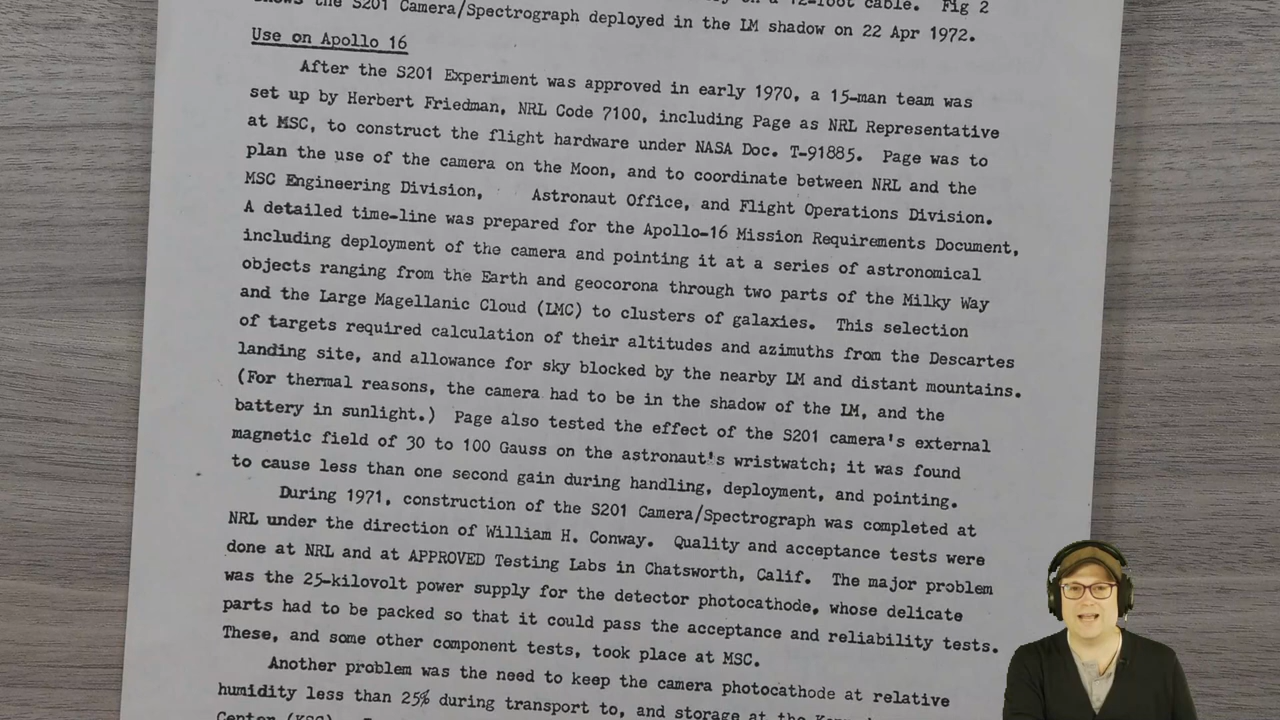 a 12-foot cable. Fig 2
shows the S201 Camera/Spectrograph deployed in the LM shadow on 22 Apr 1972.
Use on Apollo 16
After the S201 Experiment was approved in early 1970, a 15-man team was
set up by Herbert Friedman, NRL Code 7100, including Page as NRL Representative
at MSC, to construct the flight hardware under NASA Doc. T-91885. Page was to
plan the use of the camera on the Moon, and to coordinate between NRL and the
MSC Engineering Division, Astronaut Office, and Flight Operations Division.
A detailed time-line was prepared for the Apollo-16 Mission Requirements Document,
including deployment of the camera and pointing it at a series of astronomical
objects ranging from the Earth and geocorona through two parts of the Milky Way
and the Large Magellanic Cloud (LMC) to clusters of galaxies. This selection
of targets required calculation of their altitudes and azimuths from the Descartes
landing site, and allowance for sky blocked by the nearby LM and distant mountains.
(For thermal reasons, the camera had to be in the shadow of the LM, and the
battery in sunlight.) Page also tested the effect of the S201 camera's external
magnetic field of 30 to 100 Gauss on the astronaut's wristwatch; it was found
to cause less than one second gain during handling, deployment, and pointing.
During 1971, construction of the S201 Camera/Spectrograph was completed at
NRL under the direction of William H. Conway. Quality and acceptance tests were
done at NRL and at APPROVED Testing Labs in Chatsworth, Calif. The major problem
was the 25-kilovolt power supply for the detector photocathode, whose delicate
parts had to be packed so that it could pass the acceptance and reliability tests.
These, and some other component tests, took place at MSC.
Another problem was the need to keep the camera photocathode at relative
humidity less than 25% during transport to, and storage at the
Center (KSC).